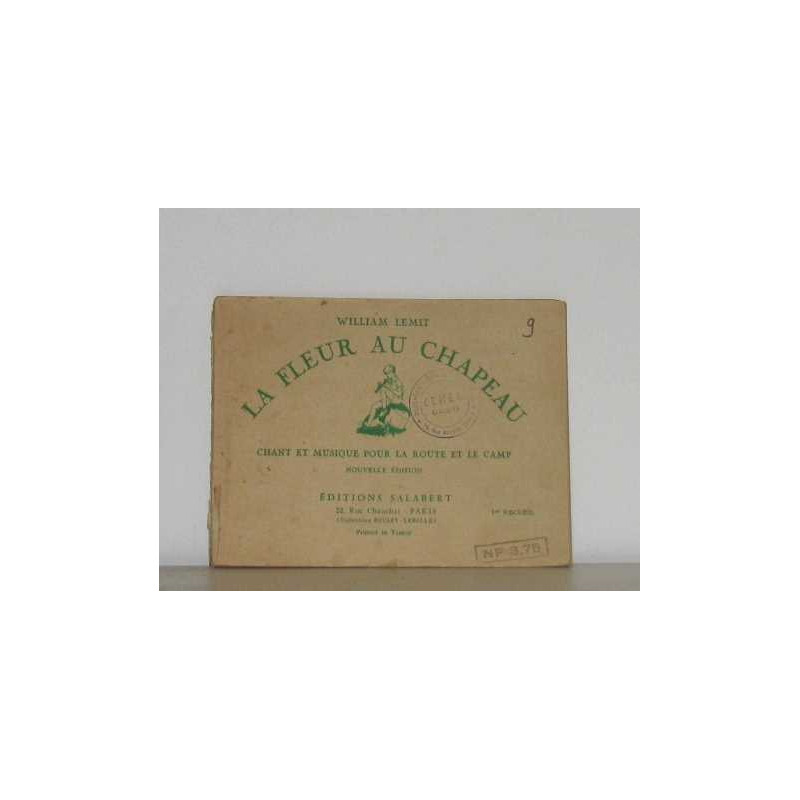 WILLIAM LEMIT
9
LA FLEUR AU CHAPEAU
CHANT ET MUSIQUE POUR LA ROUTE ET LE CAMP
NOUVELLE ÉDITION
ÉDITIONS SALABERT
22, Rue Chauchat - PARIS
1er RECUEIL
Printed in France
NF 3,75